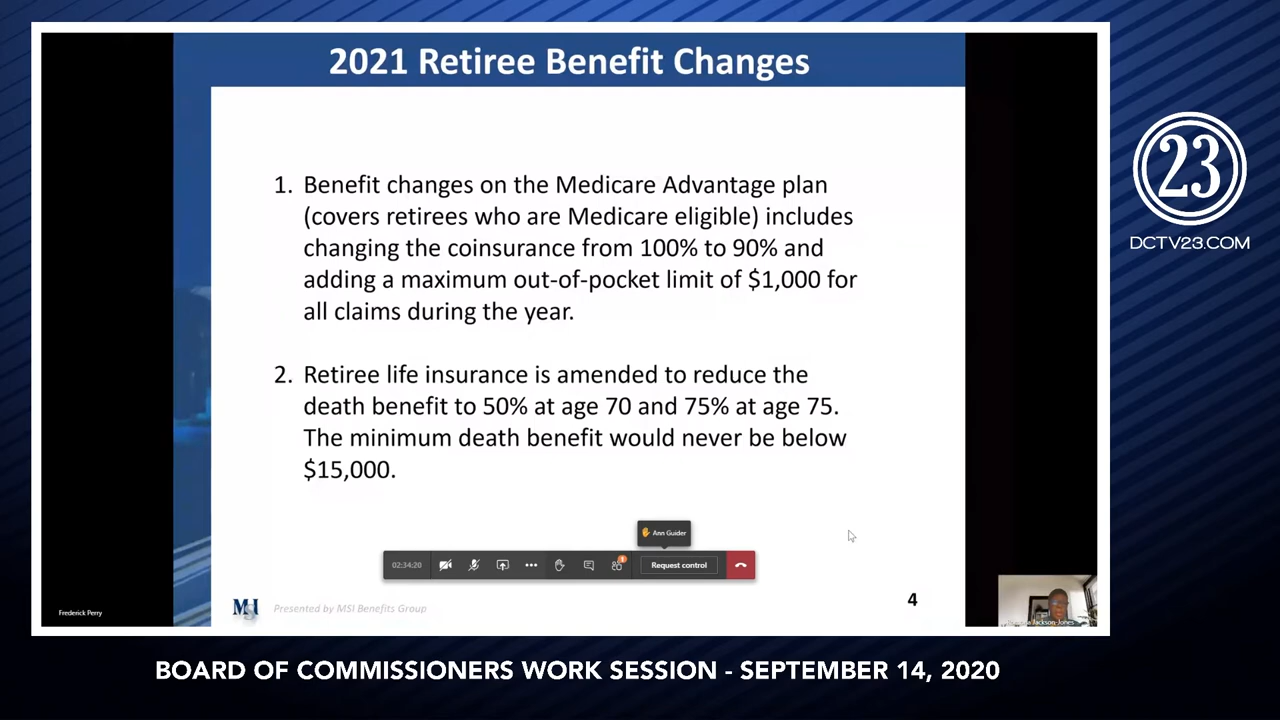 2021 Retiree Benefit Changes
1. Benefit changes on the Medicare Advantage plan
(covers retirees who are Medicare eligible) includes
changing the coinsurance from 100% to 90% and
adding a maximum out-of-pocket limit of $1,000 for
all claims during the year.
2. Retiree life insurance is amended to reduce the
death benefit to 50% at age 70 and 75% at age 75.
The minimum death benefit would never be below
$15,000.
Ann Guider
02:34:20
Request control
MSI
Presented by MSI Benefits Group
4
Frederick Perry
Jackson-Jones
23
DCTV23.COM
BOARD OF COMMISSIONERS WORK SESSION - SEPTEMBER 14, 2020